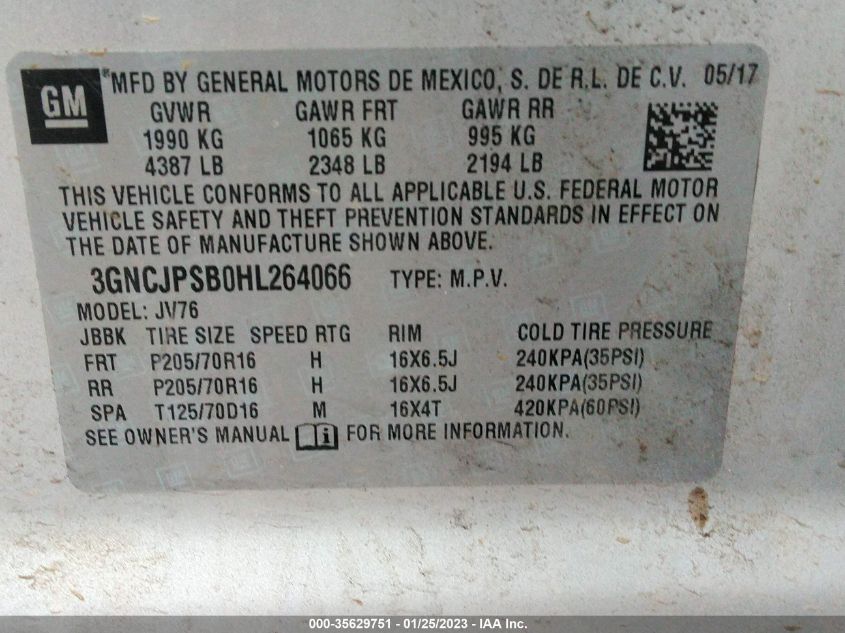 GM
®MFD BY GENERAL MOTORS DE MEXICO, S. DE R.L. DE C.V. 05/17
GVWR GAWR FRT GAWR RR
1990 KG 1065 KG 995 KG
4387 LB 2348 LB 2194 LB
THIS VEHICLE CONFORMS TO ALL APPLICABLE U.S. FEDERAL MOTOR
VEHICLE SAFETY AND THEFT PREVENTION STANDARDS IN EFFECT ON
THE DATE OF MANUFACTURE SHOWN ABOVE.
3GNCJPSB0HL264066 TYPE: M.P.V.
MODEL: JV76
JBBK TIRE SIZE SPEED RTG RIM COLD TIRE PRESSURE
FRT P205/70R16 H 16X6.5J 240KPA(35PSI)
RR P205/70R16 H 16X6.5J 240KPA(35PSI)
SPA T125/70D16 M 16X4T 420KPA(60PSI)
SEE OWNER'S MANUAL i FOR MORE INFORMATION.
000-35629751 - 01/25/2023 - IAA Inc.